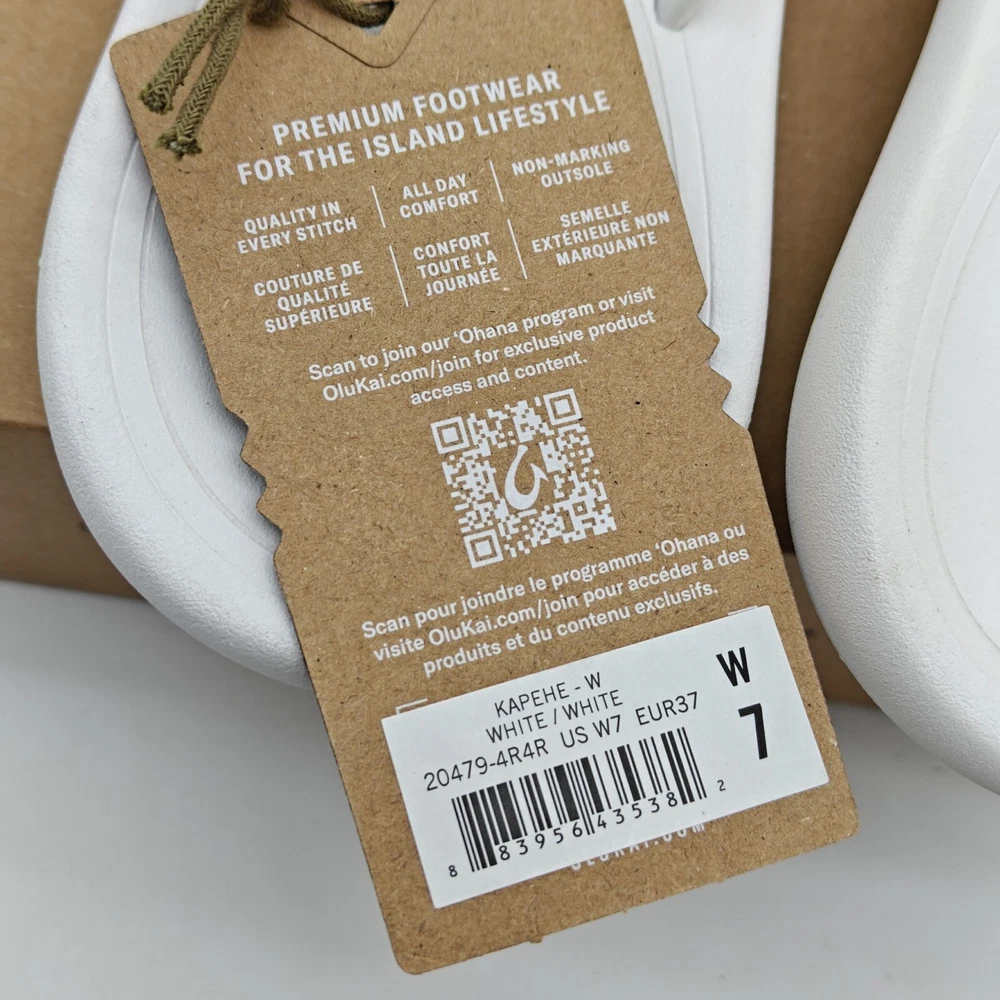 PREMIUM FOOTWEAR
FOR THE ISLAND LIFESTYLE
QUALITY IN
EVERY STITCH
ALL DAY
COMFORT
NON-MARKING
OUTSOLE
COUTURE DE
QUALITÉ
SUPÉRIEURE
CONFORT
TOUTE LA
JOURNÉE
SEMELLE
EXTÉRIEURE NON
MARQUANTE
Scan to join our ‘Ohana program or visit
OluKai.com/join for exclusive product
access and content.
Scan pour joindre le programme ‘Ohana ou
visite OluKai.com/join pour accéder à des
produits et du contenu exclusifs.
KAPEHE - W
WHITE / WHITE
20479-4R4R US W7 EUR37
W
7
8 83956 43538 2